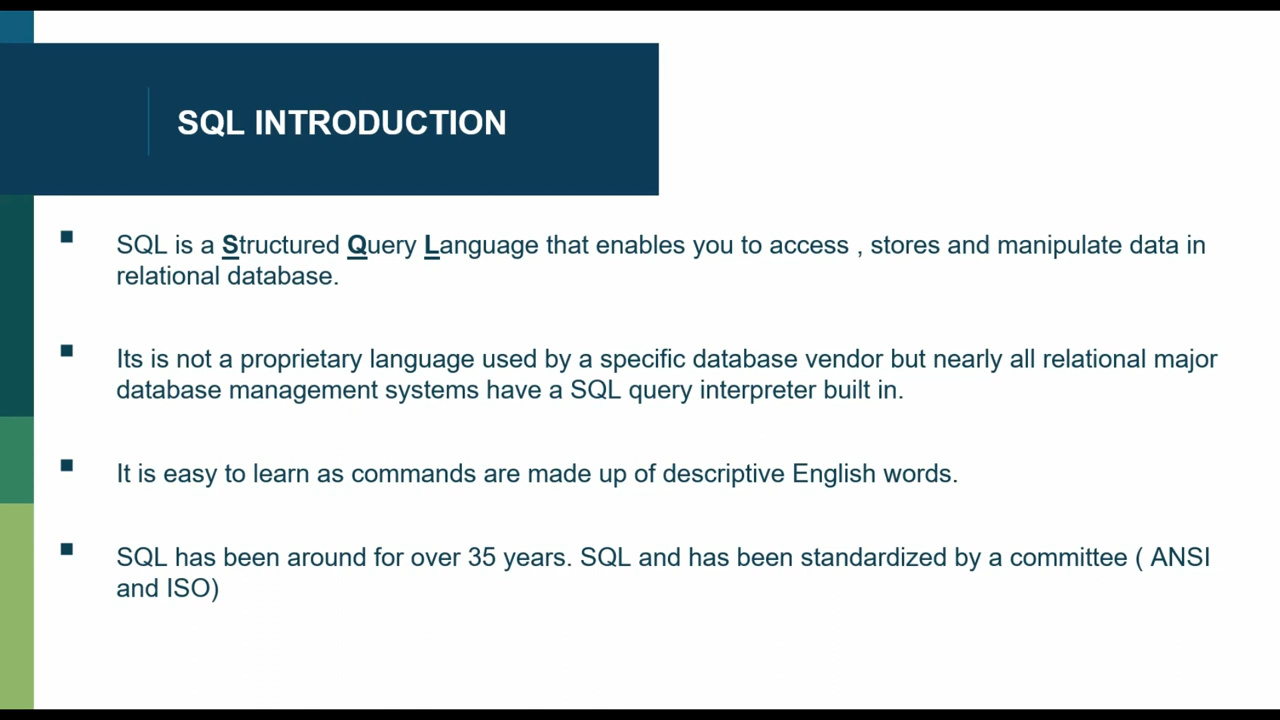 SQL INTRODUCTION
SQL is a Structured Query Language that enables you to access , stores and manipulate data in
relational database.
Its is not a proprietary language used by a specific database vendor but nearly all relational major
database management systems have a SQL query interpreter built in.
It is easy to learn as commands are made up of descriptive English words.
SQL has been around for over 35 years. SQL and has been standardized by a committee ( ANSI
and ISO)